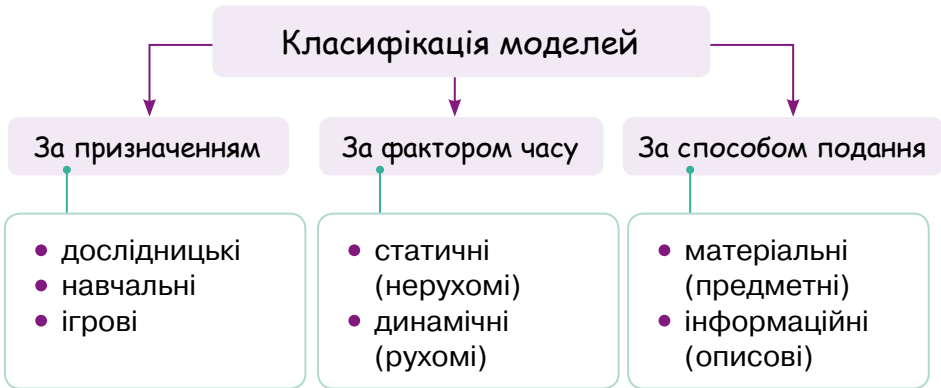 Класифікація моделей
За призначенням
За фактором часу
За способом подання
• дослідницькі
• навчальні
• ігрові
• статичні
(нерухомі)
• динамічні
(рухомі)
• матеріальні
(предметні)
• інформаційні
(описові)